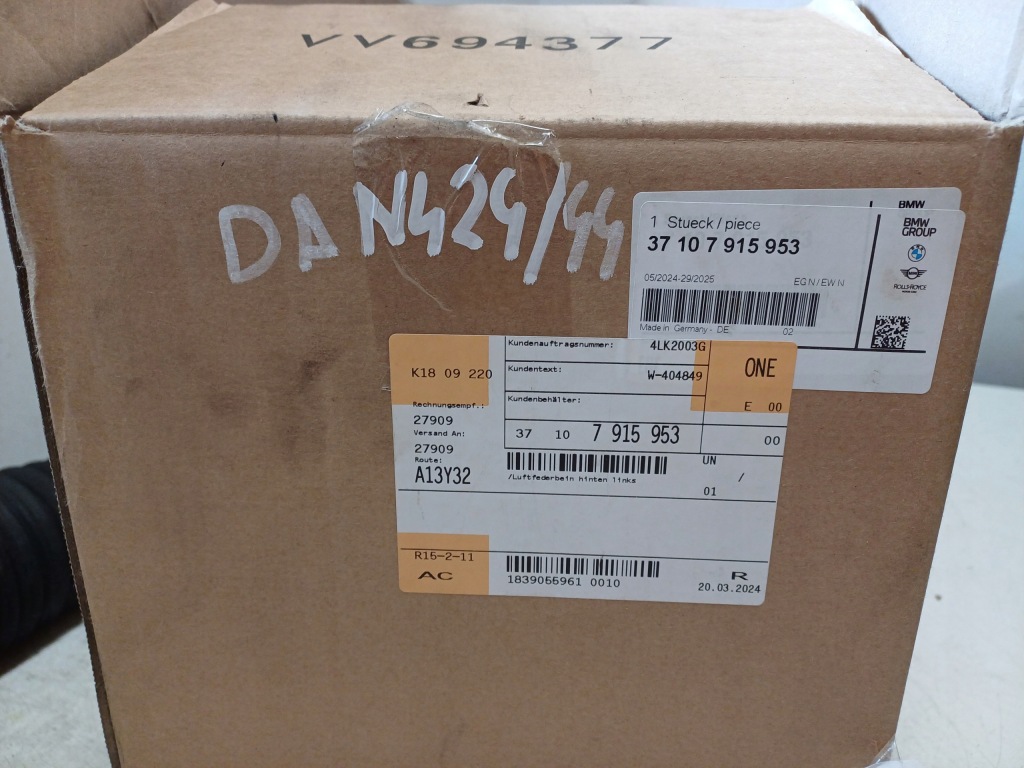 VV694377
DAN424/44
BMW
1 Stueck / piece
37 10 7 915 953
BMW
GROUP
05/2024-29/2025
EG N / EW N
ROLLS-ROYCE
Made in Germany - DE
02
Kundenauftragsnummer: 4LK2003G
K18 09 220
Kundentext: W-404849
ONE
Kundenbehälter:
E 00
Rechnungsempf.:
27909
Versand An:
27909
37 10 7 915 953
00
Route:
A13Y32
/Luftfederbein hinten links
UN
/
01
R15-2-11
AC
1839055961 0010
R
20.03.2024